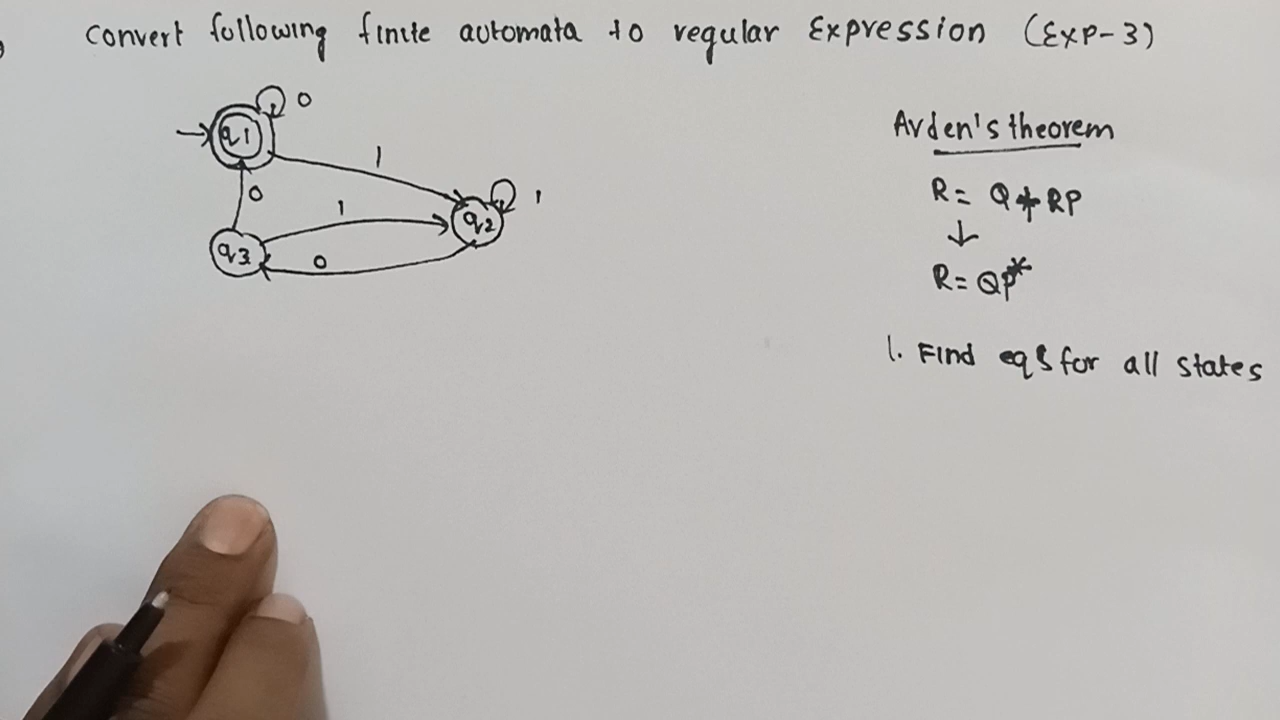 convert following finite automata to regular Expression (Exp-3)
0
q1
1
1
0
1
q2
q3
0
Arden's theorem
R = Q + RP
↓
R = QP*
1. Find eqs for all states